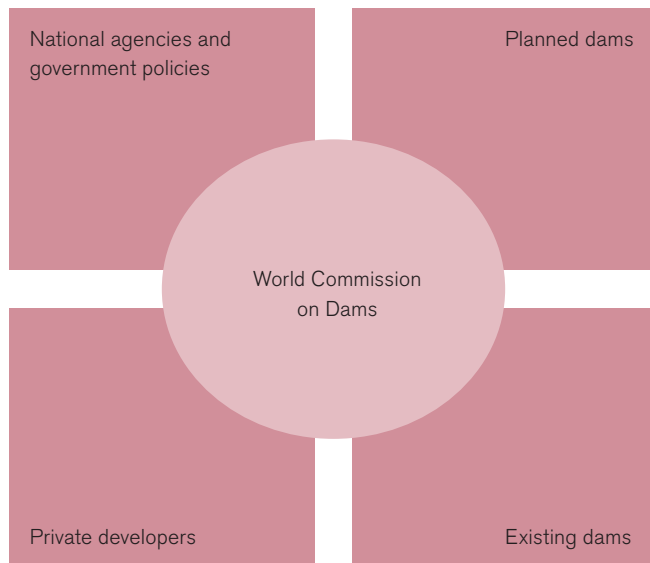 National agencies and
government policies
Planned dams
World Commission
on Dams
Private developers
Existing dams